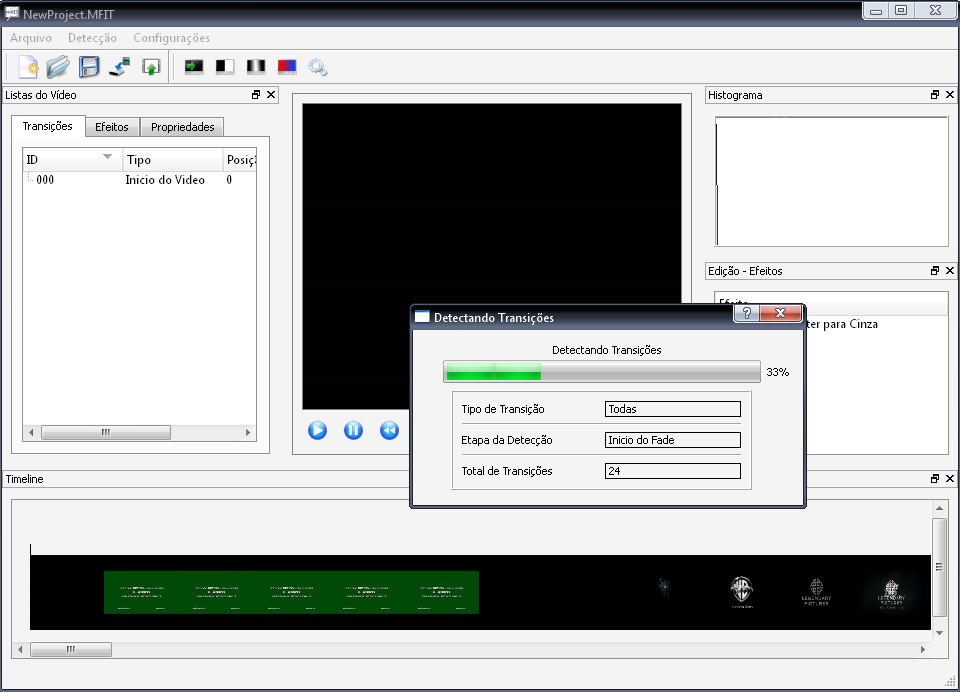 NewProject.MFIT
Arquivo Detecção Configurações
Listas do Vídeo
Transições Efeitos Propriedades
ID Tipo Posiçã
000 Inicio do Video 0
Histograma
Edição - Efeitos
Efeito
ter para Cinza
Detectando Transições
Detectando Transições
33%
Tipo de Transição Todas
Etapa da Detecção Inicio do Fade
Total de Transições 24
Timeline
LEGENDARY
PICTURES
LEGENDARY
PICTURES